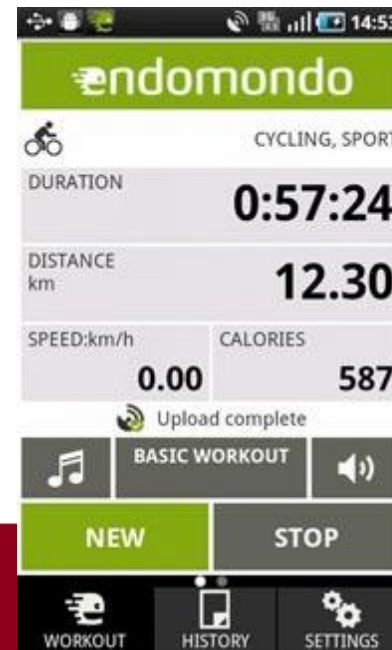 14:53
endomondo
CYCLING, SPORT
DURATION
0:57:24
DISTANCE
km
12.30
SPEED:km/h
0.00
CALORIES
587
Upload complete
BASIC WORKOUT
NEW
STOP
WORKOUT
HISTORY
SETTINGS